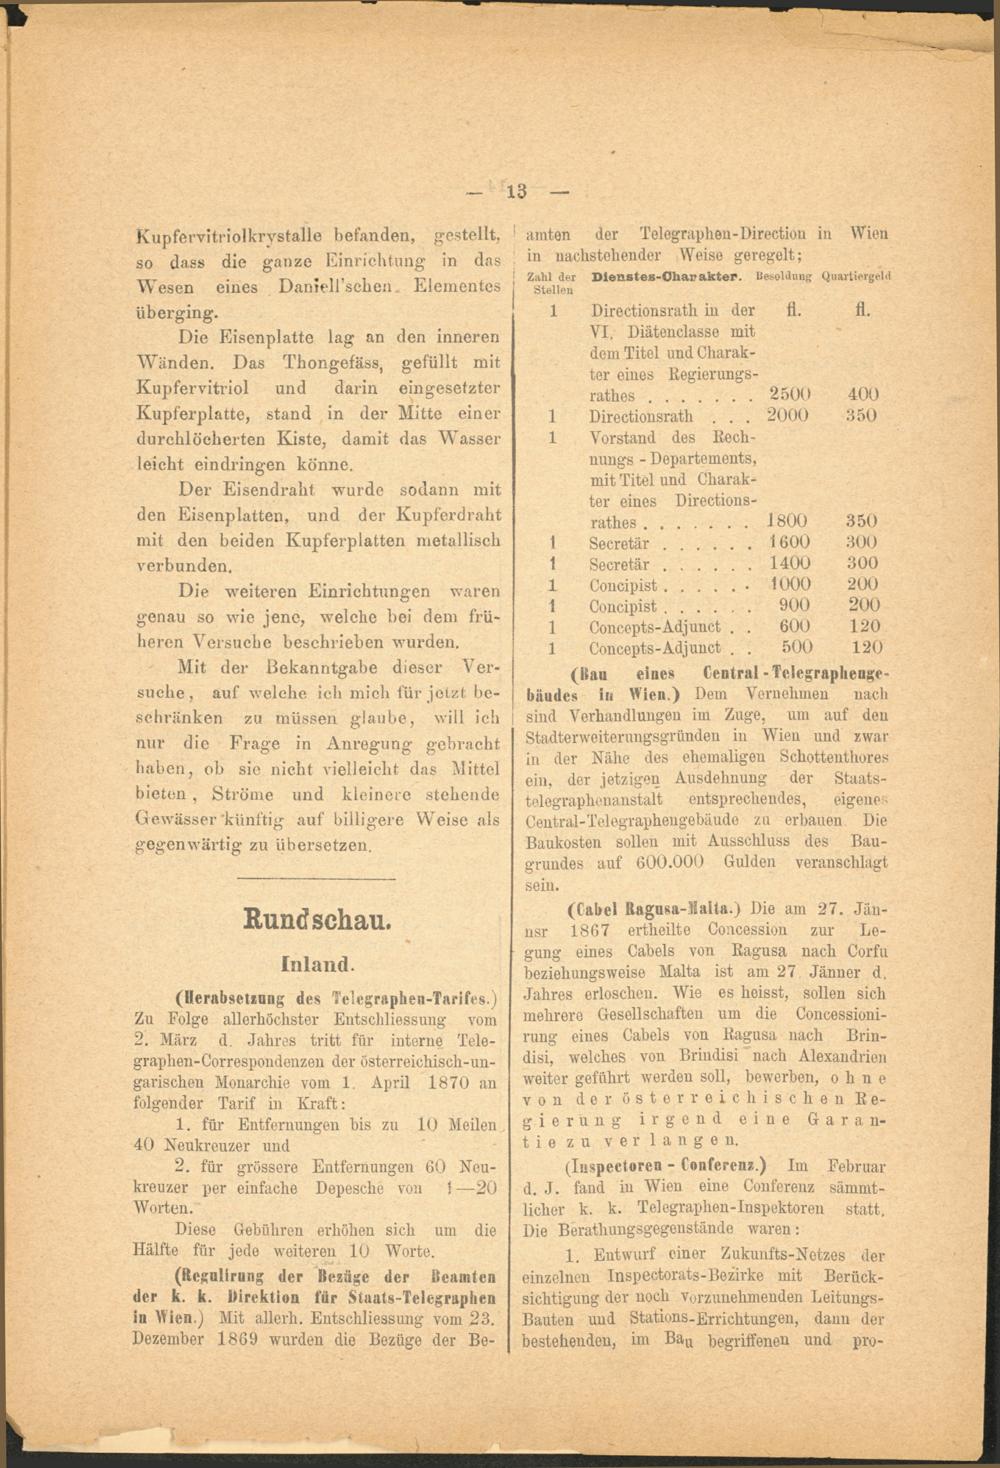 — 13 —
Kupfervitriolkrystalle befanden, gestellt,
so dass die ganze Einrichtung in das
Wesen eines Daniell'schen Elementes
überging.
Die Eisenplatte lag an den inneren
Wänden. Das Thongefäss, gefüllt mit
Kupfervitriol und darin eingesetzter
Kupferplatte, stand in der Mitte einer
durchlöcherten Kiste, damit das Wasser
leicht eindringen könne.
Der Eisendraht wurde sodann mit
den Eisenplatten, und der Kupferdraht
mit den beiden Kupferplatten metallisch
verbunden.
Die weiteren Einrichtungen waren
genau so wie jene, welche bei dem frü-
heren Versuche beschrieben wurden.
Mit der Bekanntgabe dieser Ver-
suche, auf welche ich mich für jetzt be-
schränken zu müssen glaube, will ich
nur die Frage in Anregung gebracht
haben, ob sie nicht vielleicht das Mittel
bieten, Ströme und kleinere stehende
Gewässer künftig auf billigere Weise als
gegenwärtig zu übersetzen.
Rundschau.
Inland.
(Herabsetzung des Telegraphen-Tarifes.)
Zu Folge allerhöchster Entschliessung vom
2. März d. Jahres tritt für interne Tele-
graphen-Correspondenzen der österreichisch-un-
garischen Monarchie vom 1. April 1870 an
folgender Tarif in Kraft:
1. für Entfernungen bis zu 10 Meilen
40 Neukreuzer und
2. für grössere Entfernungen 60 Neu-
kreuzer per einfache Depesche von 1—20
Worten.
Diese Gebühren erhöhen sich um die
Hälfte für jede weiteren 10 Worte.
(Regulirung der Bezüge der Beamten
der k. k. Direktion für Staats-Telegraphen
in Wien.) Mit allerh. Entschliessung vom 23.
Dezember 1869 wurden die Bezüge der Be-
amten der Telegraphen-Direction in Wien
in nachstehender Weise geregelt;
Zahl der Dienstes-Charakter. Besoldung Quartiergeld
Stellen
1 Directionsrath in der fl. fl.
VI. Diätenclasse mit
dem Titel und Charak-
ter eines Regierungs-
rathes . . . . . . . 2500 400
1 Directionsrath . . . 2000 350
1 Vorstand des Rech-
nungs - Departements,
mit Titel und Charak-
ter eines Directions-
rathes . . . . . . . 1800 350
1 Secretär . . . . . . 1600 300
1 Secretär . . . . . . 1400 300
1 Concipist . . . . . . 1000 200
1 Concipist . . . . . . 900 200
1 Concepts-Adjunct . . 600 120
1 Concepts-Adjunct . . 500 120
(Bau eines Central-Telegraphenge-
bäudes in Wien.) Dem Vernehmen nach
sind Verhandlungen im Zuge, um auf den
Stadterweiterungsgründen in Wien und zwar
in der Nähe des ehemaligen Schottenthores
ein, der jetzigen Ausdehnung der Staats-
telegraphenanstalt entsprechendes, eigenes
Central-Telegraphengebäude zu erbauen. Die
Baukosten sollen mit Ausschluss des Bau-
grundes auf 600.000 Gulden veranschlagt
sein.
(Cabel Ragusa-Malta.) Die am 27. Jän-
nsr 1867 ertheilte Concession zur Le-
gung eines Cabels von Ragusa nach Corfu
beziehungsweise Malta ist am 27 Jänner d.
Jahres erloschen. Wie es heisst, sollen sich
mehrere Gesellschaften um die Concessioni-
rung eines Cabels von Ragusa nach Brin-
disi, welches von Brindisi nach Alexandrien
weiter geführt werden soll, bewerben, ohne
von der österreichischen Re-
gierung irgend eine Garan-
tie zu verlangen.
(Inspectoren - Conferenz.) Im Februar
d. J. fand in Wien eine Conferenz sämmt-
licher k. k. Telegraphen-Inspektoren statt.
Die Berathungsgegenstände waren:
1. Entwurf einer Zukunfts-Netzes der
einzelnen Inspectorats-Bezirke mit Berück-
sichtigung der noch vorzunehmenden Leitungs-
Bauten und Stations-Errichtungen, dann der
bestehenden, im Bau begriffenen und pro-